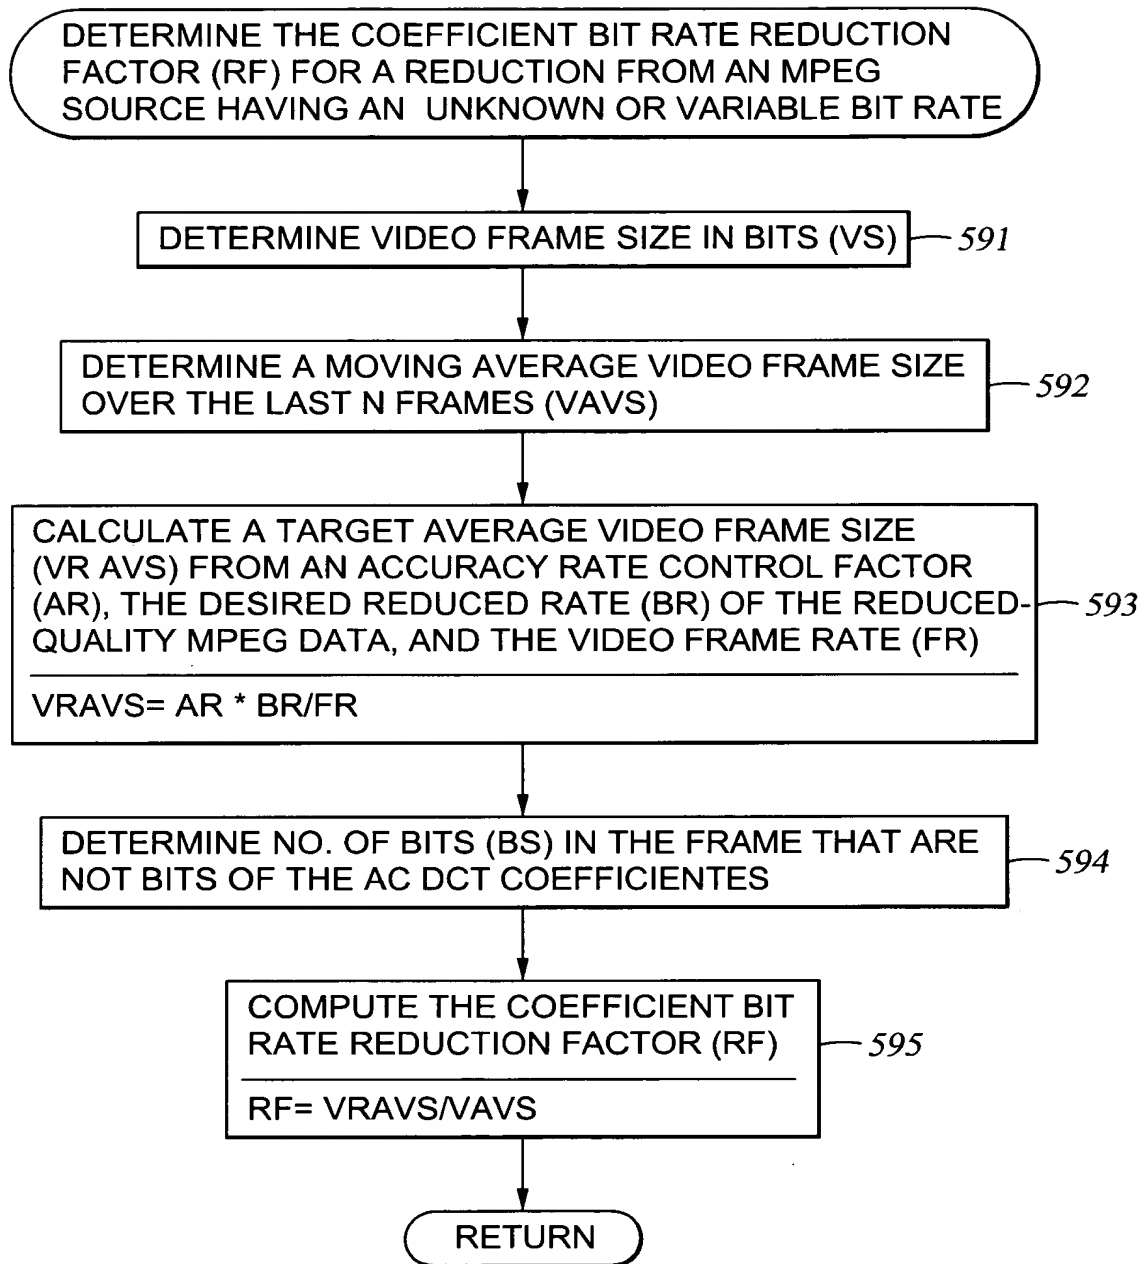 DETERMINE THE COEFFICIENT BIT RATE REDUCTION
FACTOR (RF) FOR A REDUCTION FROM AN MPEG
SOURCE HAVING AN UNKNOWN OR VARIABLE BIT RATE
DETERMINE VIDEO FRAME SIZE IN BITS (VS)
591
DETERMINE A MOVING AVERAGE VIDEO FRAME SIZE
OVER THE LAST N FRAMES (VAVS)
592
CALCULATE A TARGET AVERAGE VIDEO FRAME SIZE
(VR AVS) FROM AN ACCURACY RATE CONTROL FACTOR
(AR), THE DESIRED REDUCED RATE (BR) OF THE REDUCED-
QUALITY MPEG DATA, AND THE VIDEO FRAME RATE (FR)
593
VRAVS= AR * BR/FR
DETERMINE NO. OF BITS (BS) IN THE FRAME THAT ARE
NOT BITS OF THE AC DCT COEFFICIENTES
594
COMPUTE THE COEFFICIENT BIT
RATE REDUCTION FACTOR (RF)
595
RF= VRAVS/VAVS
RETURN